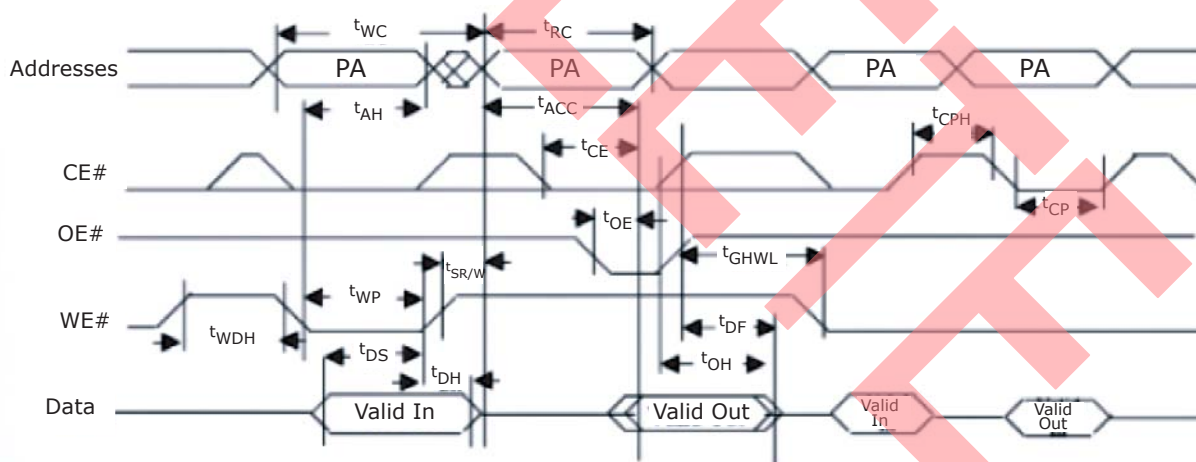 tWC
tRC
Addresses
PA
PA
PA
PA
tAH
tACC
tCPH
tCE
CE#
tCP
OE#
tOE
tGHWL
tSR/W
tWP
WE#
tWDH
tDF
tDS
tOH
tDH
Data
Valid In
Valid Out
Valid
In
Valid
Out